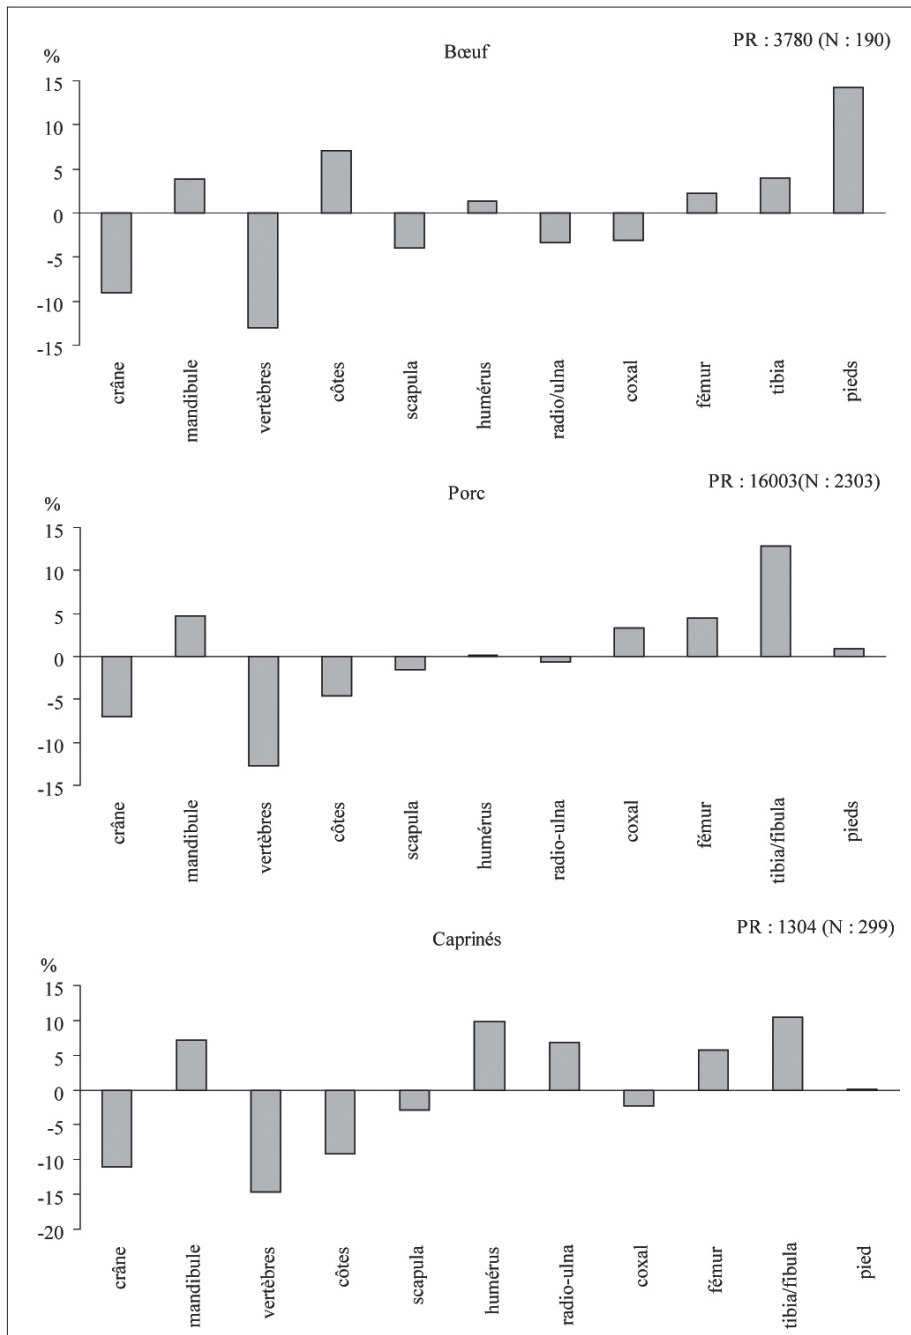 PR : 3780 (N : 190)
Bœuf
%
15
10
5
0
-5
-10
-15
crâne
mandibule
vertèbres
côtes
scapula
humérus
radio/ulna
coxal
fémur
tibia
pieds
PR : 16003(N : 2303)
Porc
%
15
10
5
0
-5
-10
-15
crâne
mandibule
vertèbres
côtes
scapula
humérus
radio-ulna
coxal
fémur
tibia/fibula
pieds
PR : 1304 (N : 299)
Caprinés
%
15
10
5
0
-5
-10
-15
-20
crâne
mandibule
vertèbres
côtes
scapula
humérus
radio-ulna
coxal
fémur
tibia/fibula
pied